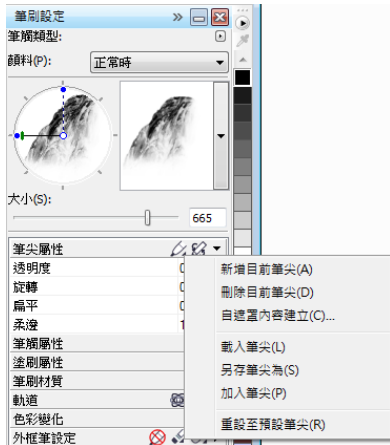 筆刷設定
筆觸類型:
顏料(P):
正常時
大小(S):
665
筆尖屬性
透明度
旋轉
扁平
柔邊
筆觸屬性
塗刷屬性
筆刷材質
軌道
色彩變化
外框筆設定
新增目前筆尖(A)
刪除目前筆尖(D)
自遮罩內容建立(C)...
載入筆尖(L)
另存筆尖為(S)
加入筆尖(P)
重設至預設筆尖(R)